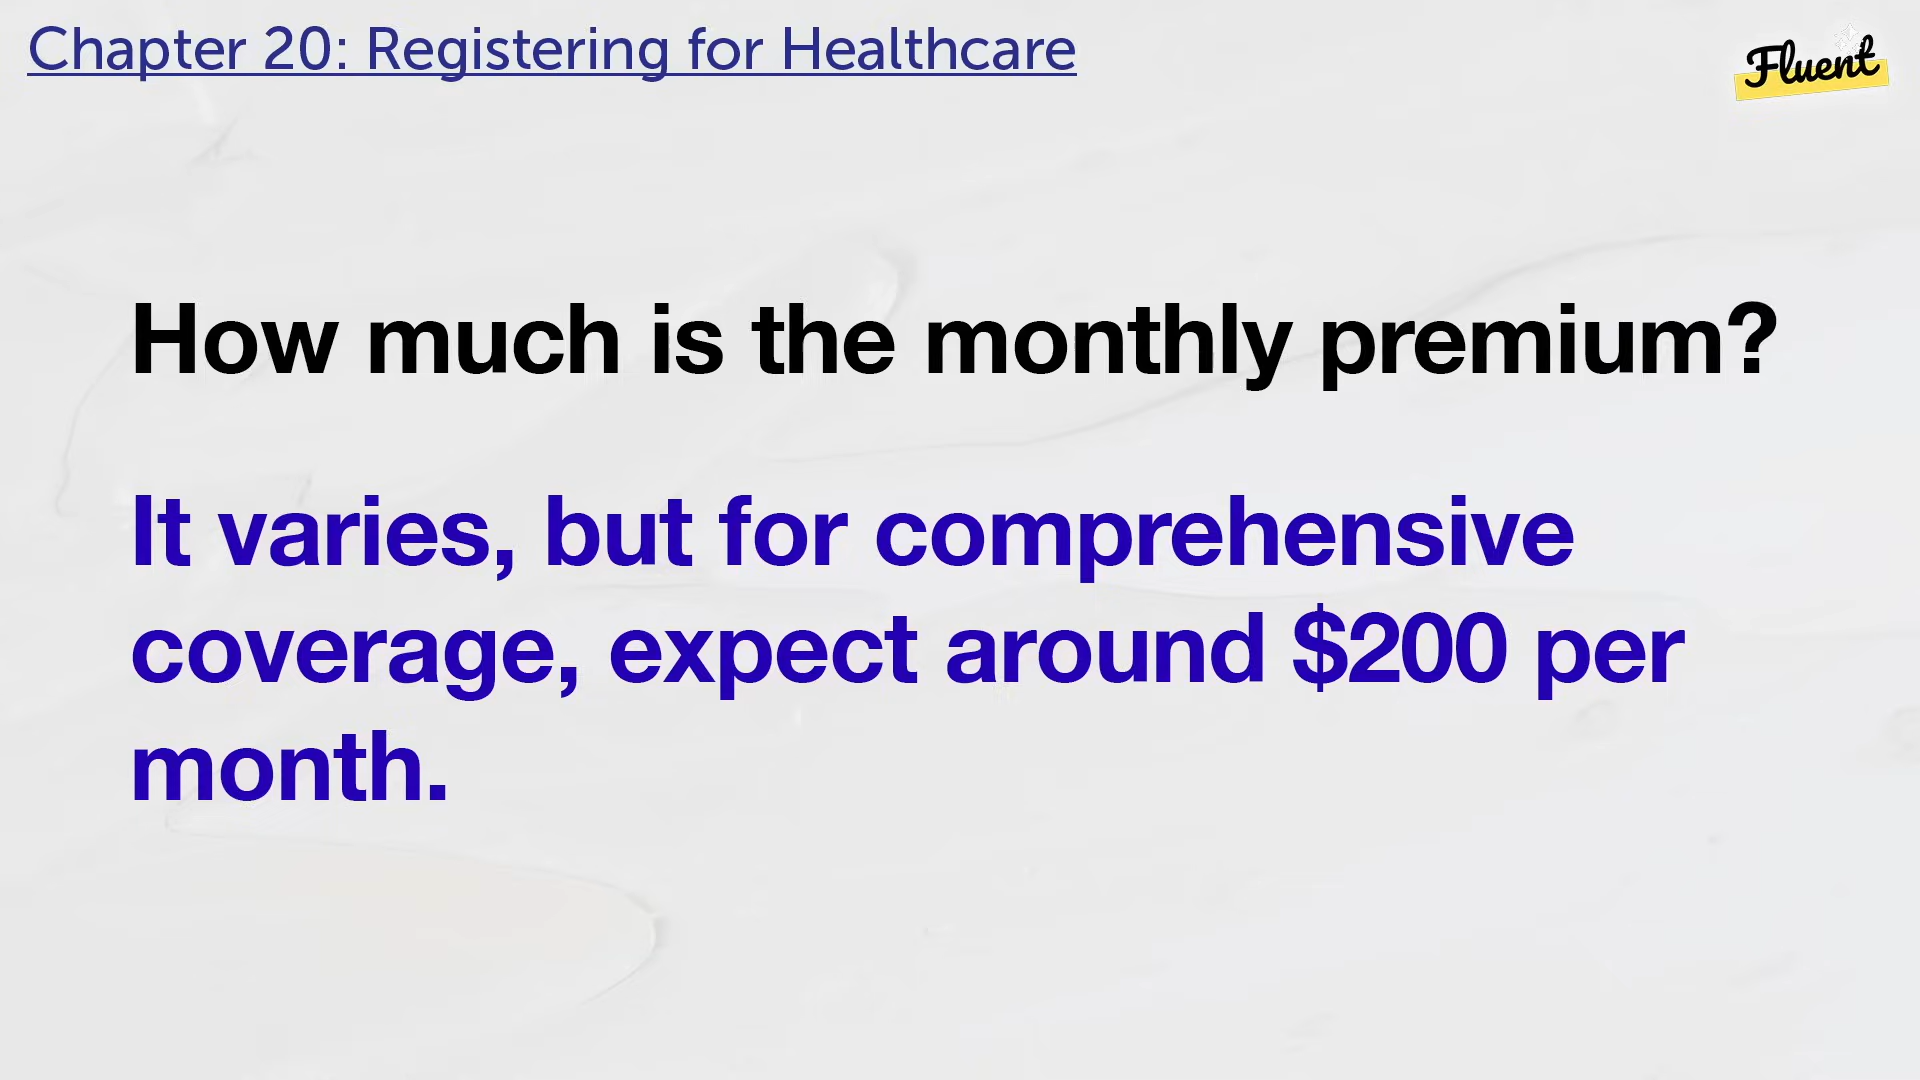 Chapter 20: Registering for Healthcare
Fluent
How much is the monthly premium?
It varies, but for comprehensive
coverage, expect around $200 per
month.